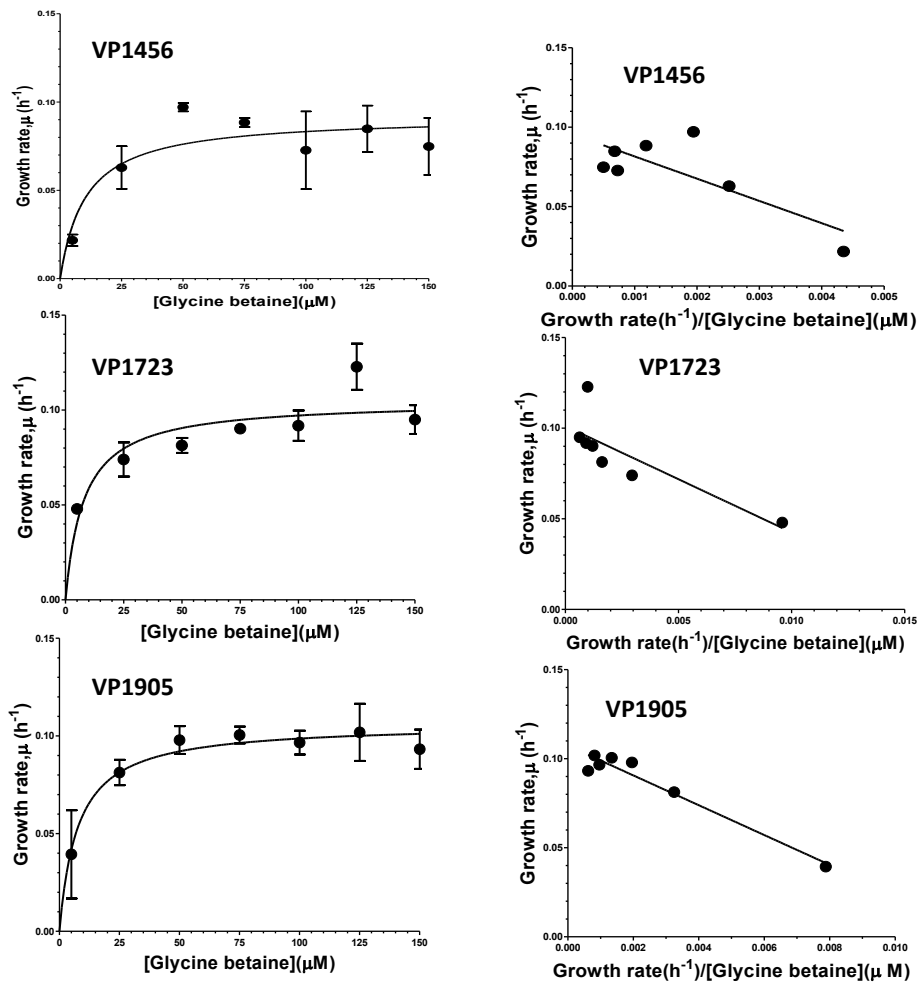 VP1456
Growth rate,μ (h⁻¹)
0.15
0.10
0.05
0.00
0 25 50 75 100 125 150
[Glycine betaine](μM)
VP1456
Growth rate,μ (h⁻¹)
0.15
0.10
0.05
0.00
0.000 0.001 0.002 0.003 0.004 0.005
Growth rate(h⁻¹)/[Glycine betaine](μM)
VP1723
Growth rate,μ (h⁻¹)
0.15
0.10
0.05
0.00
0 25 50 75 100 125 150
[Glycine betaine](μM)
VP1723
Growth rate,μ (h⁻¹)
0.15
0.10
0.05
0.00
0.000 0.005 0.010 0.015
Growth rate(h⁻¹)/[Glycine betaine](μM)
VP1905
Growth rate,μ (h⁻¹)
0.15
0.10
0.05
0.00
0 25 50 75 100 125 150
[Glycine betaine](μM)
VP1905
Growth rate,μ (h⁻¹)
0.15
0.10
0.05
0.00
0.000 0.002 0.004 0.006 0.008 0.010
Growth rate(h⁻¹)/[Glycine betaine](μ M)